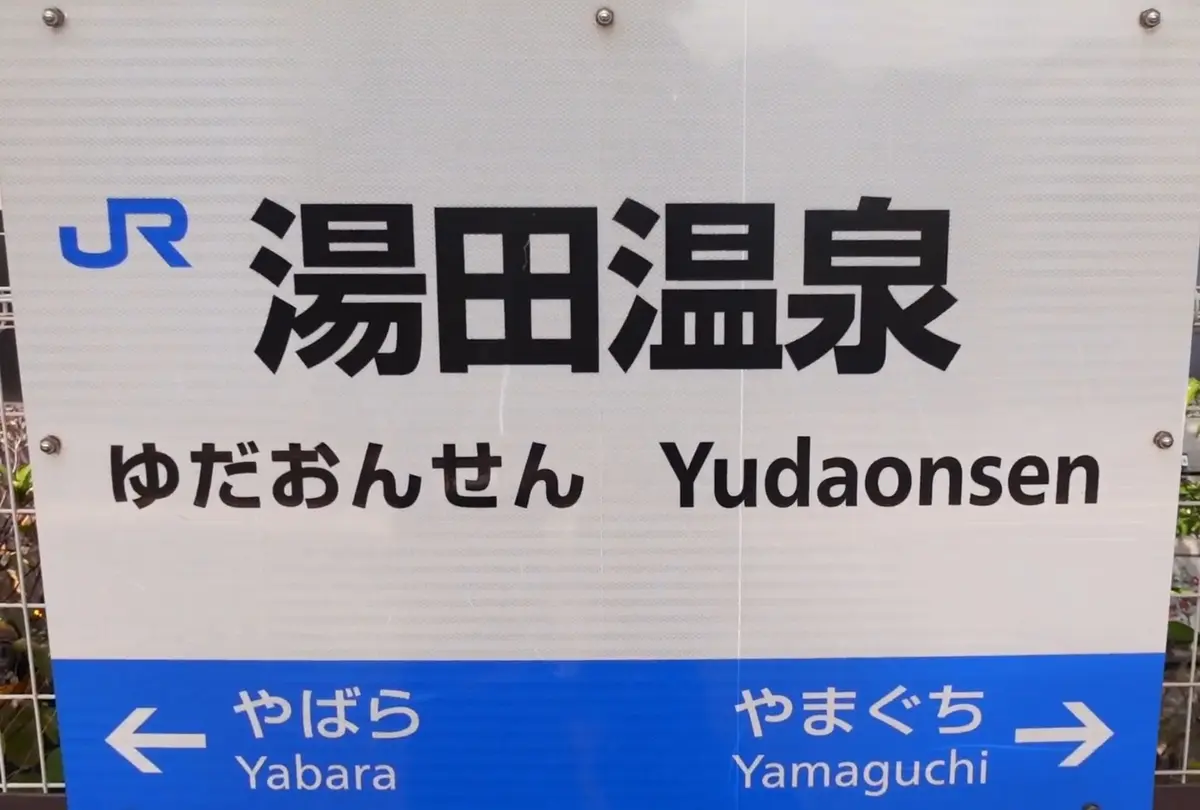 JR 湯田温泉
ゆだおんせん Yudaonsen
← やばら やまぐち →
Yabara Yamaguchi